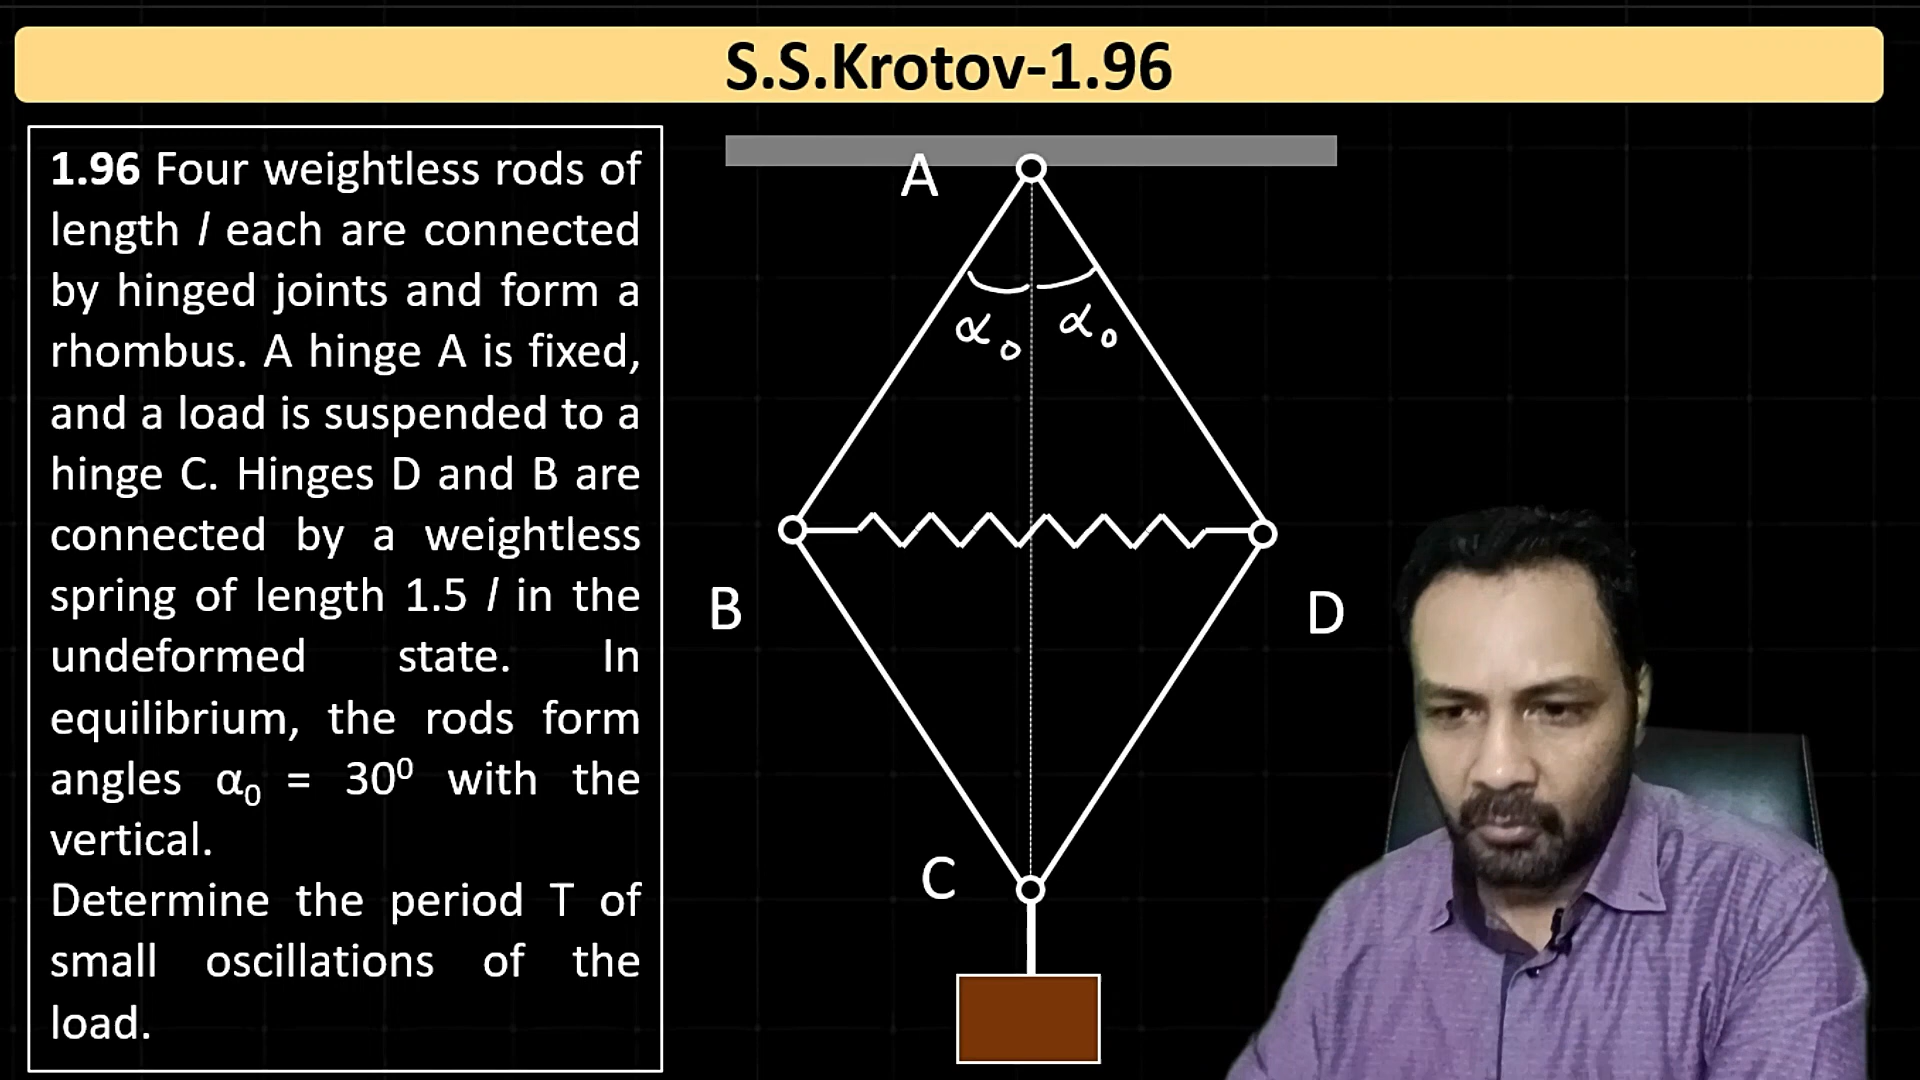 S.S.Krotov-1.96
1.96 Four weightless rods of
length l each are connected
by hinged joints and form a
rhombus. A hinge A is fixed,
and a load is suspended to a
hinge C. Hinges D and B are
connected by a weightless
spring of length 1.5 l in the
undeformed state. In
equilibrium, the rods form
angles α₀ = 30⁰ with the
vertical.
Determine the period T of
small oscillations of the
load.
A
α₀ α₀
B
D
C